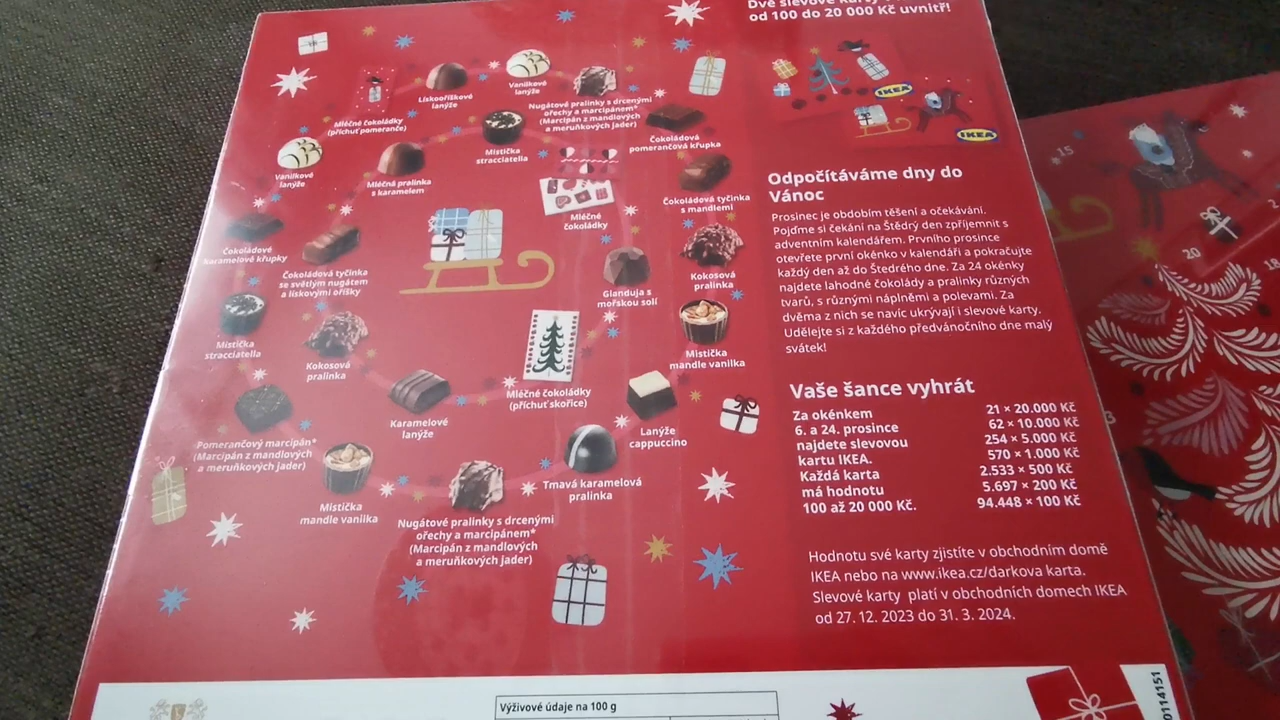 od 100 do 20 000 Kč uvnitř!
IKEA
IKEA
Lískooříškové
lanýže
Vanilkové
lanýže
Nugátové pralinky s drcenými
ořechy a marcipánem*
(Marcipán z mandlových
a meruňkových jader)
Mléčné čokoládky
(příchuť pomeranče)
Mistička
stracciatella
Čokoládová
pomerančová křupka
Vanilkové
lanýže
Mléčná pralinka
s karamelem
Mléčné
čokoládky
Čokoládová tyčinka
s mandlemi
Čokoládové
karamelové křupky
Čokoládová tyčinka
se světlým nugátem
a lískovými oříšky
Gianduja s
mořskou solí
Kokosová
pralinka
Mistička
stracciatella
Kokosová
pralinka
Mléčné čokoládky
(příchuť skořice)
Mistička
mandle vanilka
Pomerančový marcipán*
(Marcipán z mandlových
a meruňkových jader)
Karamelové
lanýže
Lanýže
cappuccino
Mistička
mandle vanilka
Nugátové pralinky s drcenými
ořechy a marcipánem*
(Marcipán z mandlových
a meruňkových jader)
Tmavá karamelová
pralinka
Odpočítáváme dny do
Vánoc
Prosinec je obdobím těšení a očekávání.
Pojďme si čekání na Štědrý den zpříjemnit s
adventním kalendářem. Prvního prosince
otevřete první okénko v kalendáři a pokračujte
každý den až do Štedrého dne. Za 24 okénky
najdete lahodné čokolády a pralinky různých
tvarů, s různými náplněmi a polevami. Za
dvěma z nich se navic ukrývají i slevové karty.
Udělejte si z každého předvánočního dne malý
svátek!
Vaše šance vyhrát
Za okénkem
6. a 24. prosince
najdete slevovou
kartu IKEA.
Každá karta
má hodnotu
100 až 20 000 Kč.
21 × 20.000 Kč
62 × 10.000 Kč
254 × 5.000 Kč
570 × 1.000 Kč
2.533 × 500 Kč
5.697 × 200 Kč
94.448 × 100 Kč
Hodnotu své karty zjistíte v obchodním domě
IKEA nebo na www.ikea.cz/darkova karta.
Slevové karty platí v obchodních domech IKEA
od 27. 12. 2023 do 31. 3. 2024.
Výživové údaje na 100 g
0114151
15
20
18